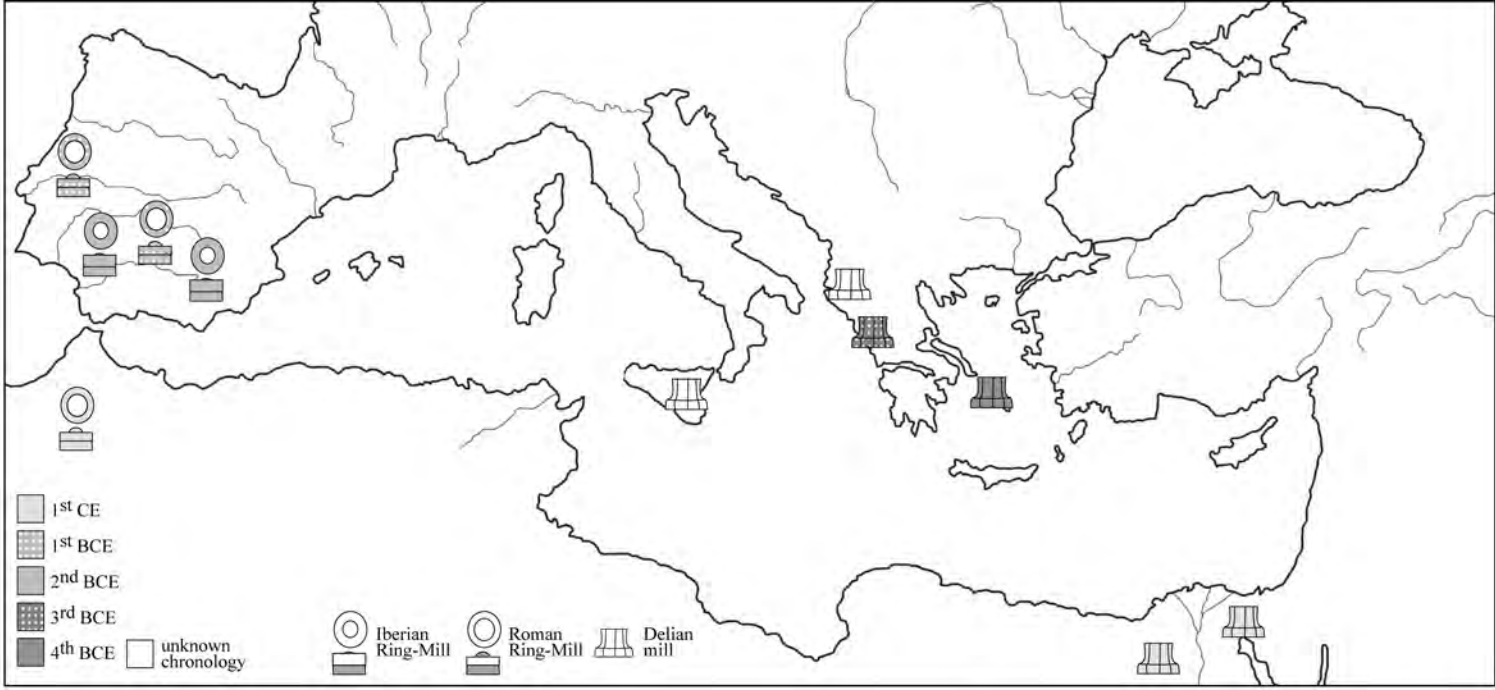 1st CE
1st BCE
2nd BCE
3rd BCE
4th BCE
unknown
chronology
Iberian
Ring-Mill
Roman
Ring-Mill
Delian
mill